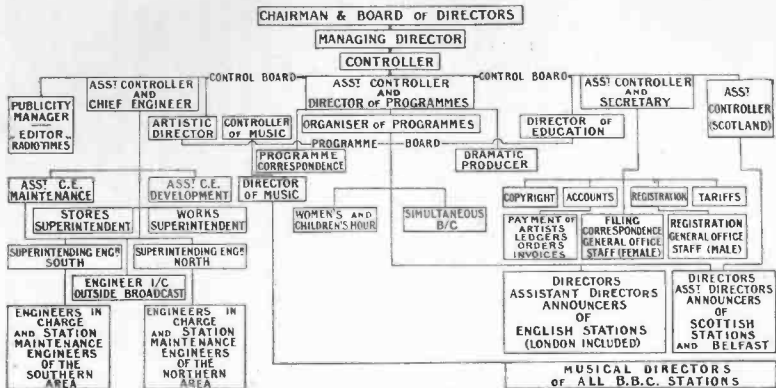 CHAIRMAN & BOARD OF DIRECTORS
MANAGING DIRECTOR
CONTROLLER
CONTROL BOARD
CONTROL BOARD
PUBLICITY
MANAGER
EDITOR
"RADIO TIMES"
ASST CONTROLLER
AND
CHIEF ENGINEER
ASST CONTROLLER
AND
DIRECTOR OF PROGRAMMES
ASST CONTROLLER
AND
SECRETARY
ASST
CONTROLLER
(SCOTLAND)
ARTISTIC
DIRECTOR
CONTROLLER
OF MUSIC
ORGANISER OF PROGRAMMES
DIRECTOR OF
EDUCATION
PROGRAMME BOARD
PROGRAMME
CORRESPONDENCE
DRAMATIC
PRODUCER
ASST C.E.
MAINTENANCE
ASST C.E.
DEVELOPMENT
DIRECTOR
OF MUSIC
STORES
SUPERINTENDENT
WORKS
SUPERINTENDENT
WOMEN'S AND
CHILDREN'S HOUR
SIMULTANEOUS
B/C
COPYRIGHT
ACCOUNTS
REGISTRATION
TARIFFS
PAYMENT OF
ARTISTS
LEDGERS
ORDERS
INVOICES
FILING
CORRESPONDENCE
GENERAL OFFICE
STAFF (FEMALE)
REGISTRATION
GENERAL OFFICE
STAFF (MALE)
SUPERINTENDING ENGR
SOUTH
SUPERINTENDING ENGR
NORTH
ENGINEER I/C
OUTSIDE BROADCAST
ENGINEERS IN
CHARGE
AND STATION
MAINTENANCE
ENGINEERS
OF THE
SOUTHERN
AREA
ENGINEERS IN
CHARGE
AND STATION
MAINTENANCE
ENGINEERS
OF THE
NORTHERN
AREA
DIRECTORS
ASSISTANT DIRECTORS
ANNOUNCERS
OF
ENGLISH STATIONS
(LONDON INCLUDED)
DIRECTORS
ASST DIRECTORS
ANNOUNCERS
OF
SCOTTISH
STATIONS
AND BELFAST
MUSICAL DIRECTORS
OF ALL B.B.C. STATIONS